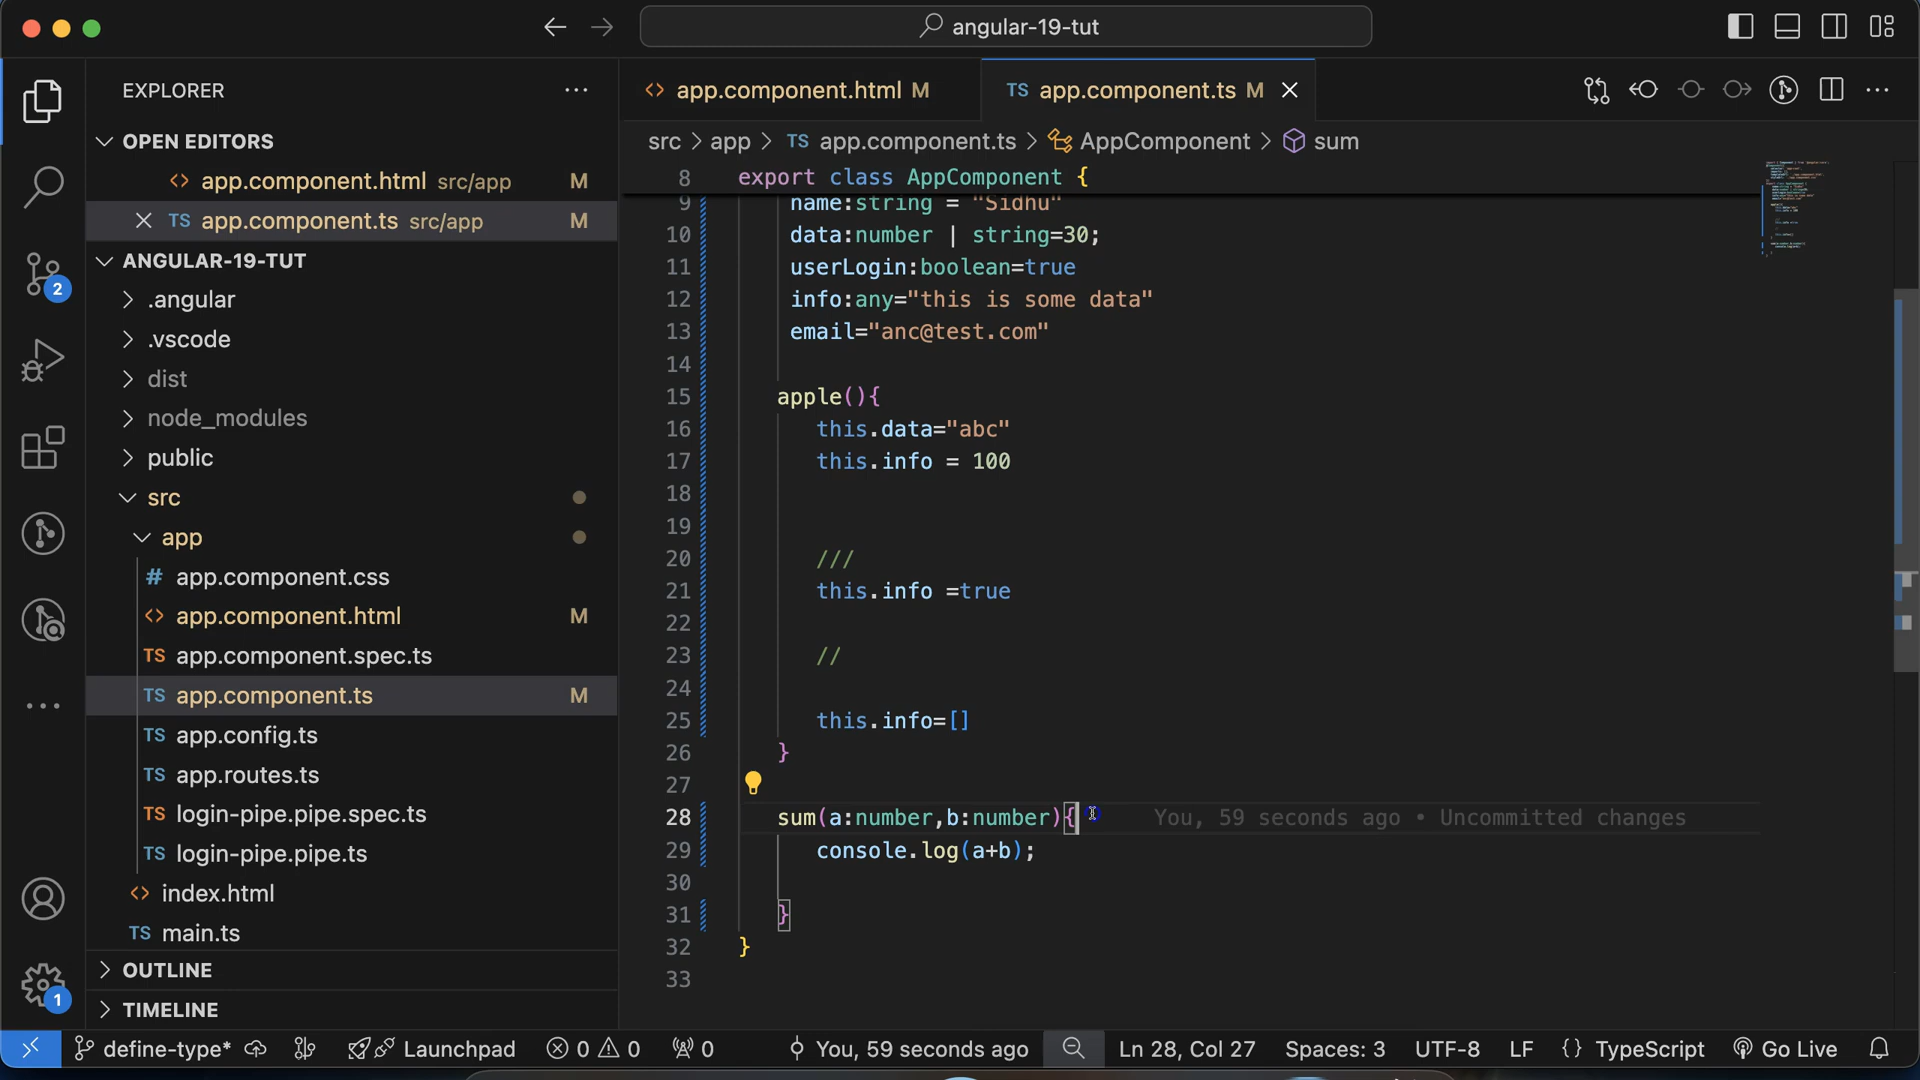 angular-19-tut
EXPLORER
OPEN EDITORS
app.component.html src/app M
TS app.component.ts src/app M
ANGULAR-19-TUT
.angular
.vscode
dist
node_modules
public
src
app
# app.component.css
<> app.component.html M
TS app.component.spec.ts
TS app.component.ts M
TS app.config.ts
TS app.routes.ts
TS login-pipe.pipe.spec.ts
TS login-pipe.pipe.ts
<> index.html
TS main.ts
OUTLINE
TIMELINE
2
1
<> app.component.html M
TS app.component.ts M
src > app > TS app.component.ts > AppComponent > sum
8 export class AppComponent {
9 name:string = "Sidhu"
10 data:number | string=30;
11 userLogin:boolean=true
12 info:any="this is some data"
13 email="anc@test.com"
14
15 apple(){
16 this.data="abc"
17 this.info = 100
18
19
20 ///
21 this.info =true
22
23 //
24
25 this.info=[]
26 }
27
28 sum(a:number,b:number){ You, 59 seconds ago • Uncommitted changes
29 console.log(a+b);
30
31 }
32 }
33
define-type* Launchpad 0 0 0 You, 59 seconds ago Ln 28, Col 27 Spaces: 3 UTF-8 LF {} TypeScript Go Live